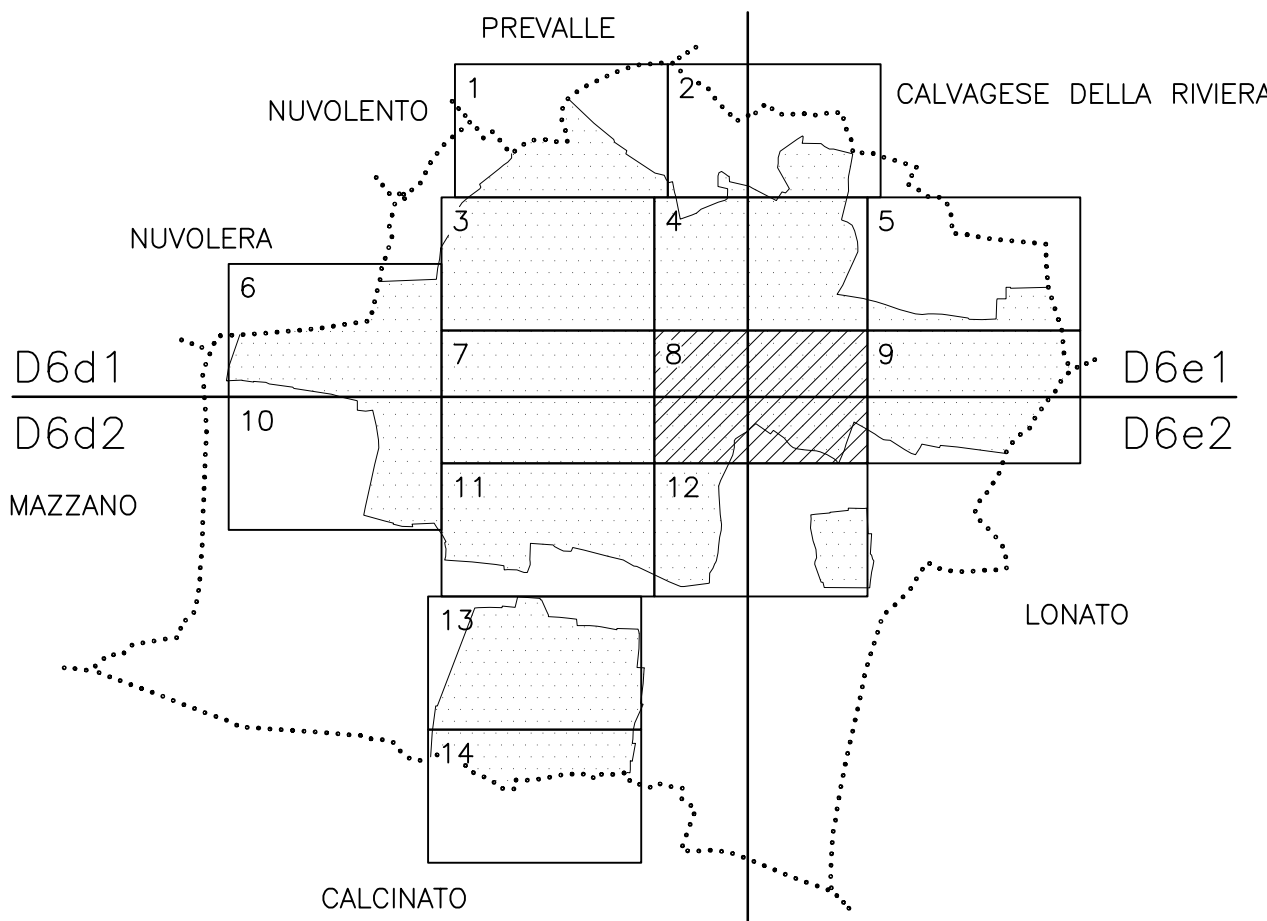 PREVALLE
1
2
CALVAGESE DELLA RIVIERA
NUVOLENTO
3
4
5
NUVOLERA
6
7
8
9
D6d1
D6e1
10
D6d2
D6e2
11
12
MAZZANO
13
LONATO
14
CALCINATO